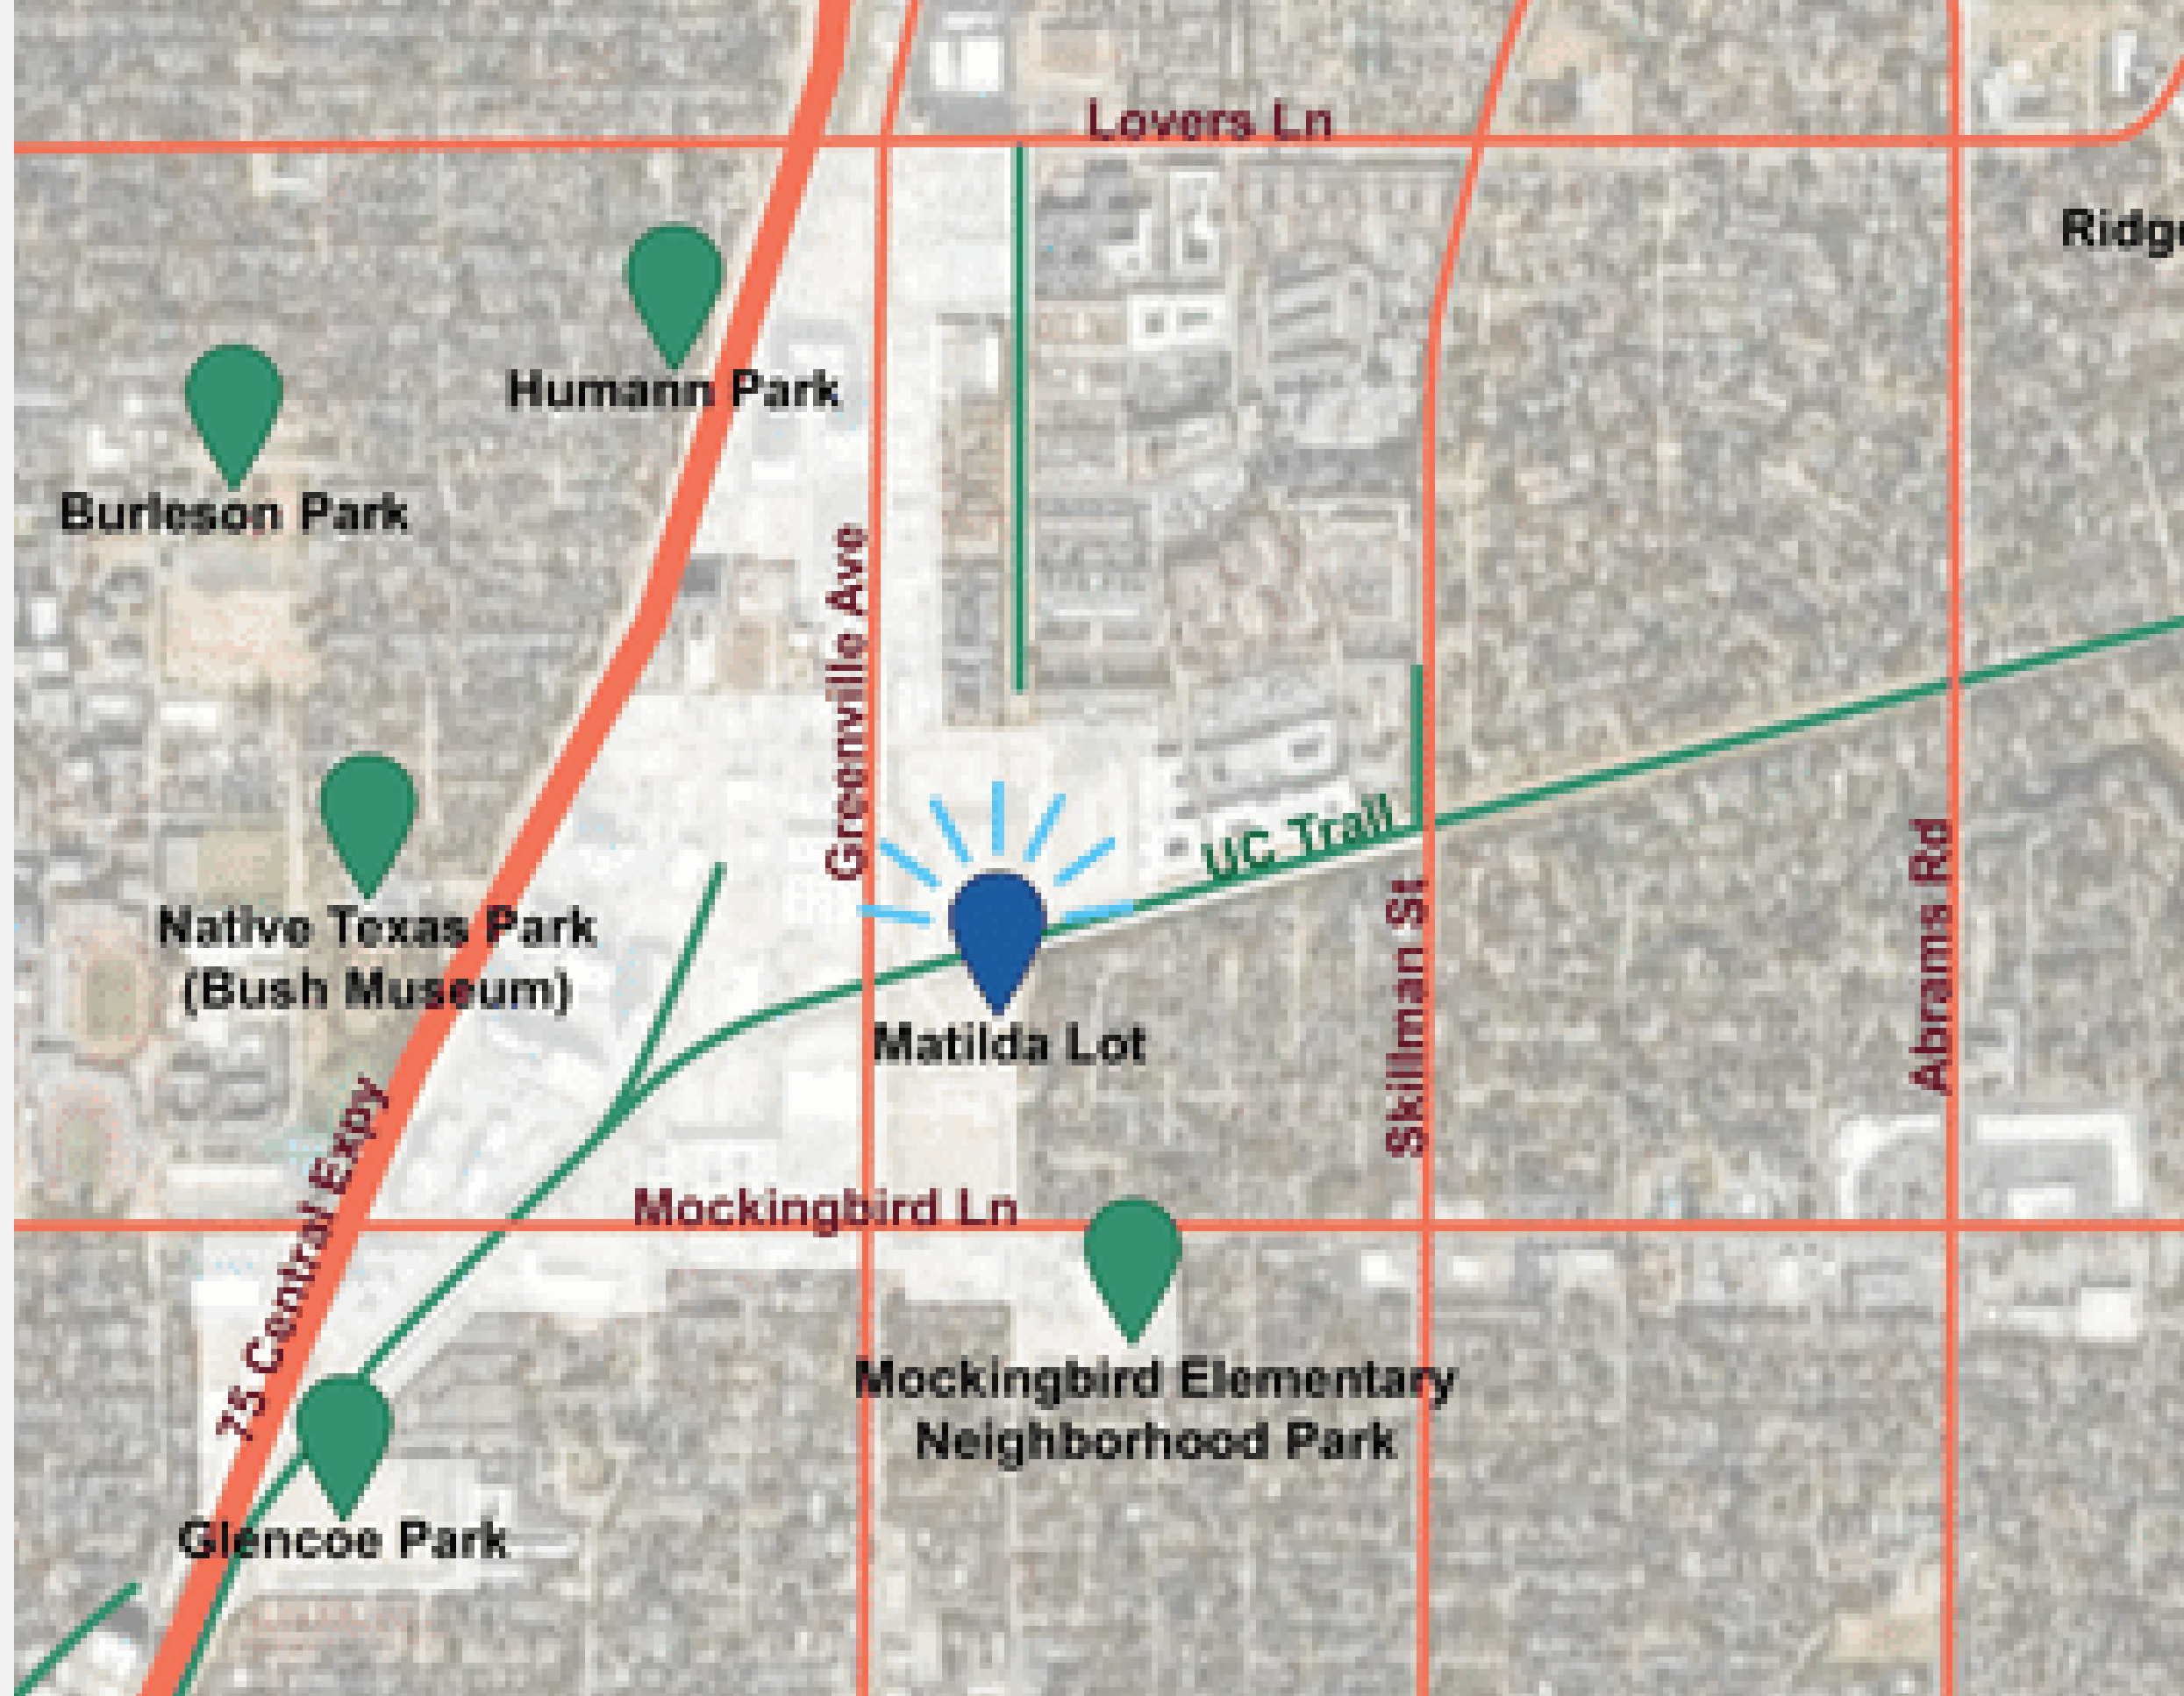 Lovers Ln
Ridg
Humann Park
Burleson Park
Greenville Ave
UC Trail
Native Texas Park
(Bush Museum)
Matilda Lot
Skillman St
Abrams Rd
75 Central Expy
Mockingbird Ln
Mockingbird Elementary
Neighborhood Park
Glencoe Park